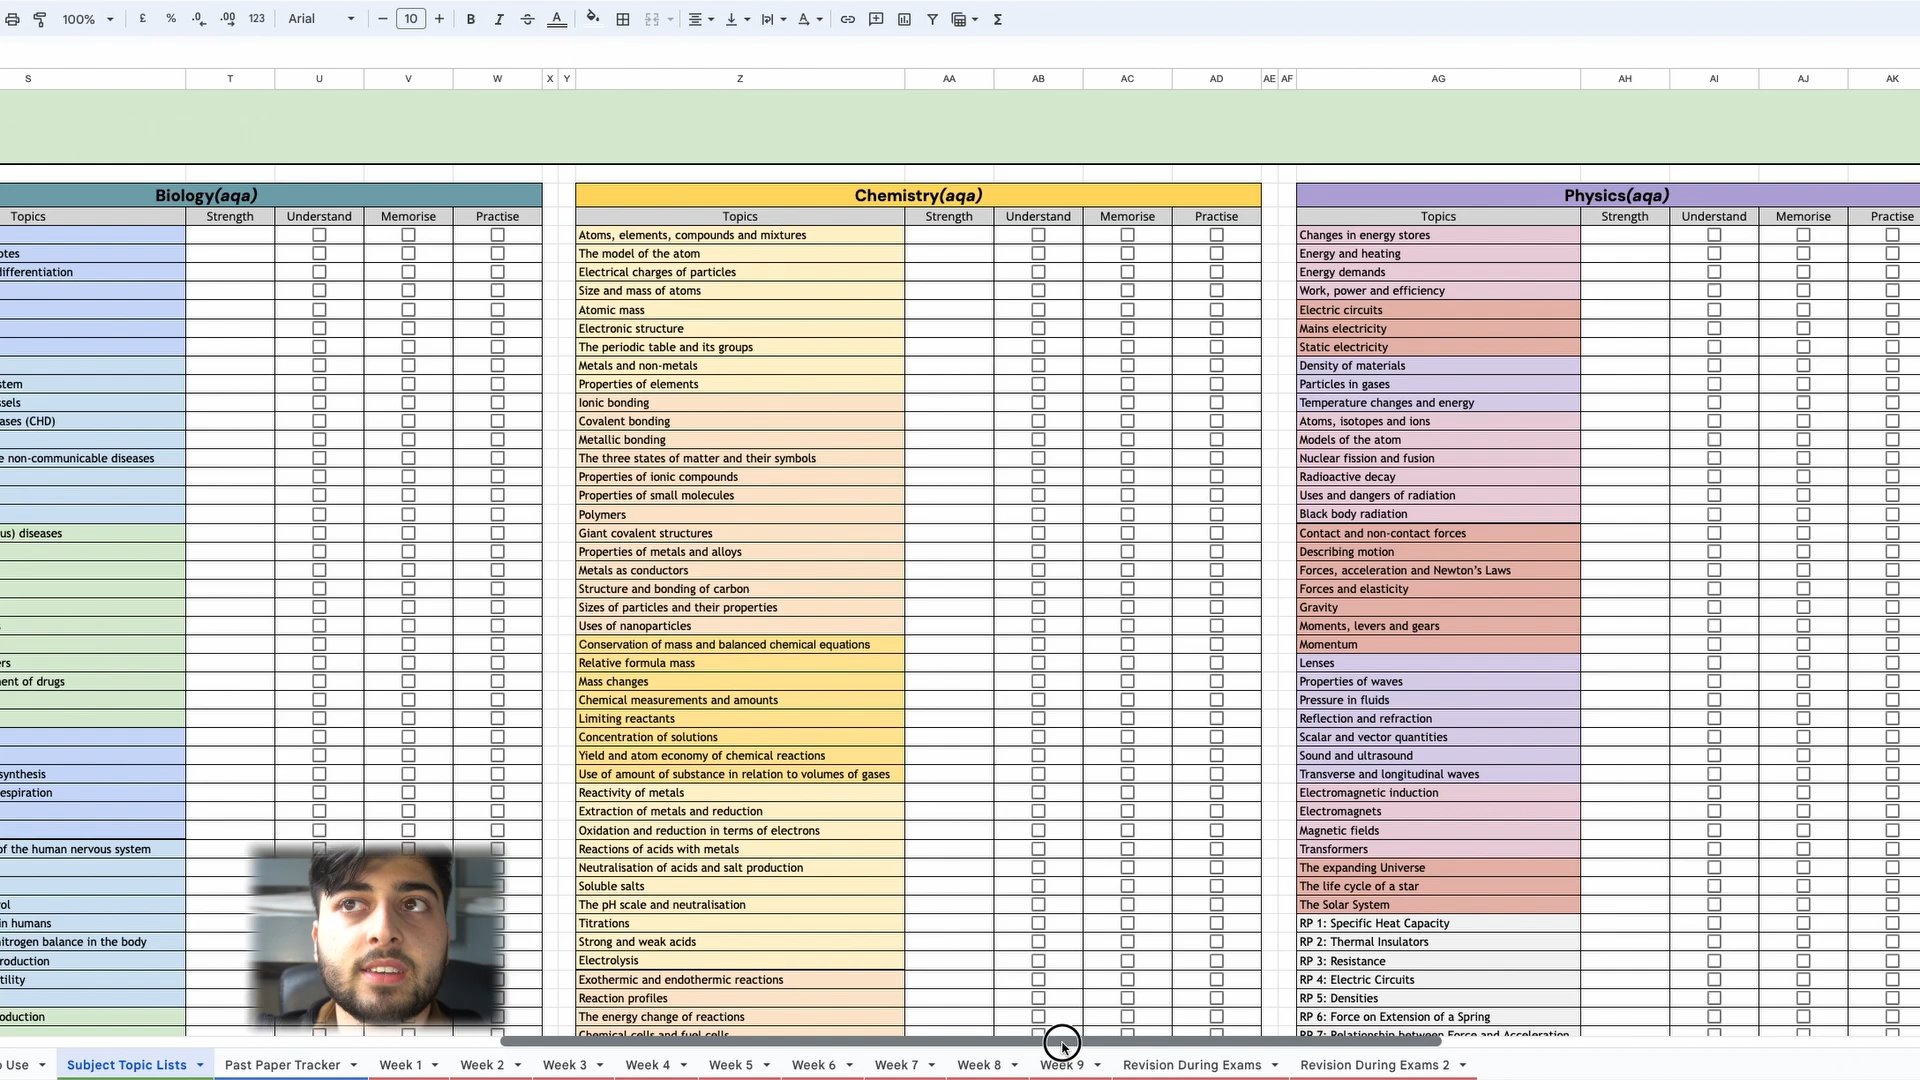 100% £ % .0 .00 123 Arial 10 B I S A Σ
S T U V W X Y Z AA AB AC AD AE AF AG AH AI AJ AK
Biology(aqa) Chemistry(aqa) Physics(aqa)
Topics Strength Understand Memorise Practise Topics Strength Understand Memorise Practise Topics Strength Understand Memorise Practise
Atoms, elements, compounds and mixtures Changes in energy stores
otes The model of the atom Energy and heating
differentiation Electrical charges of particles Energy demands
Size and mass of atoms Work, power and efficiency
Atomic mass Electric circuits
Electronic structure Mains electricity
The periodic table and its groups Static electricity
Metals and non-metals Density of materials
stem Properties of elements Particles in gases
ssels Ionic bonding Temperature changes and energy
ases (CHD) Covalent bonding Atoms, isotopes and ions
Metallic bonding Models of the atom
e non-communicable diseases The three states of matter and their symbols Nuclear fission and fusion
Properties of ionic compounds Radioactive decay
Properties of small molecules Uses and dangers of radiation
Polymers Black body radiation
us) diseases Giant covalent structures Contact and non-contact forces
Properties of metals and alloys Describing motion
Metals as conductors Forces, acceleration and Newton's Laws
Structure and bonding of carbon Forces and elasticity
Sizes of particles and their properties Gravity
s Uses of nanoparticles Moments, levers and gears
Conservation of mass and balanced chemical equations Momentum
ers Relative formula mass Lenses
ent of drugs Mass changes Properties of waves
Chemical measurements and amounts Pressure in fluids
Limiting reactants Reflection and refraction
Concentration of solutions Scalar and vector quantities
Yield and atom economy of chemical reactions Sound and ultrasound
synthesis Use of amount of substance in relation to volumes of gases Transverse and longitudinal waves
espiration Reactivity of metals Electromagnetic induction
Extraction of metals and reduction Electromagnets
Oxidation and reduction in terms of electrons Magnetic fields
of the human nervous system Reactions of acids with metals Transformers
Neutralisation of acids and salt production The expanding Universe
Soluble salts The life cycle of a star
rol The pH scale and neutralisation The Solar System
in humans Titrations RP 1: Specific Heat Capacity
nitrogen balance in the body Strong and weak acids RP 2: Thermal Insulators
roduction Electrolysis RP 3: Resistance
tility Exothermic and endothermic reactions RP 4: Electric Circuits
Reaction profiles RP 5: Densities
oduction The energy change of reactions RP 6: Force on Extension of a Spring
Chemical cells and fuel cells RP 7: Relationship between Force and Acceleration
Use Subject Topic Lists Past Paper Tracker Week 1 Week 2 Week 3 Week 4 Week 5 Week 6 Week 7 Week 8 Week 9 Revision During Exams Revision During Exams 2